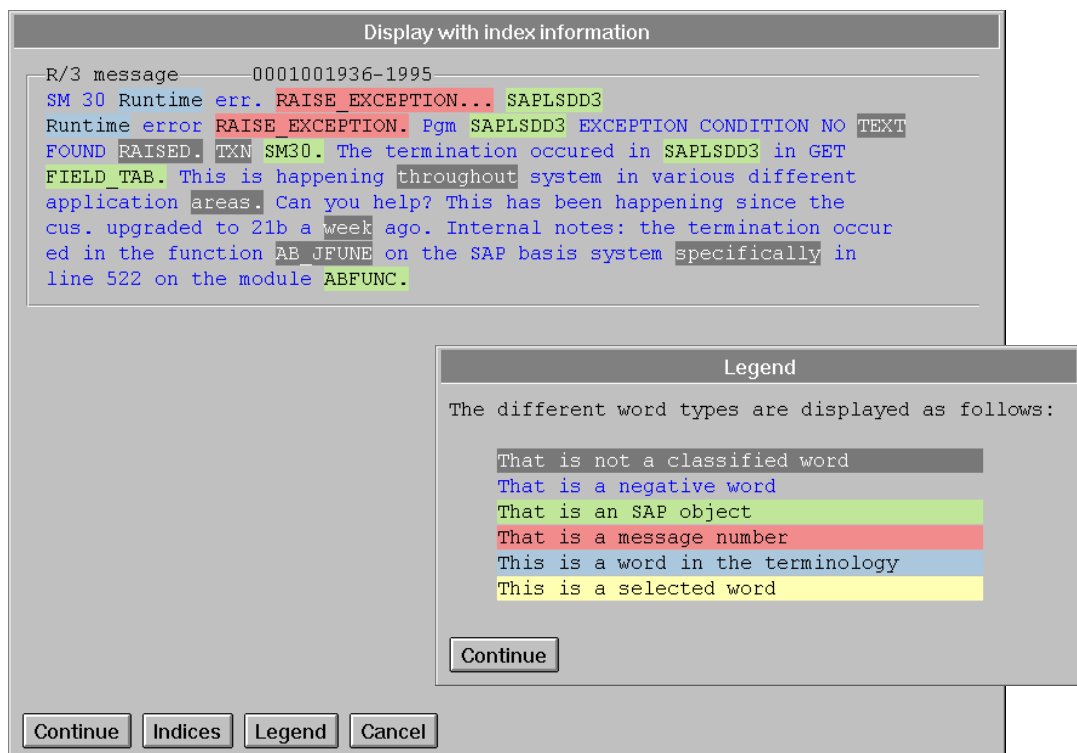 Display with index information
R/3 message 0001001936-1995
SM 30 Runtime err. RAISE_EXCEPTION... SAPLSDD3
Runtime error RAISE_EXCEPTION. Pgm SAPLSDD3 EXCEPTION CONDITION NO TEXT
FOUND RAISED. TXN SM30. The termination occured in SAPLSDD3 in GET
FIELD_TAB. This is happening throughout system in various different
application areas. Can you help? This has been happening since the
cus. upgraded to 21b a week ago. Internal notes: the termination occur
ed in the function AB_JFUNE on the SAP basis system specifically in
line 522 on the module ABFUNC.
Legend
The different word types are displayed as follows:
That is not a classified word
That is a negative word
That is an SAP object
That is a message number
This is a word in the terminology
This is a selected word
Continue
Continue Indices Legend Cancel